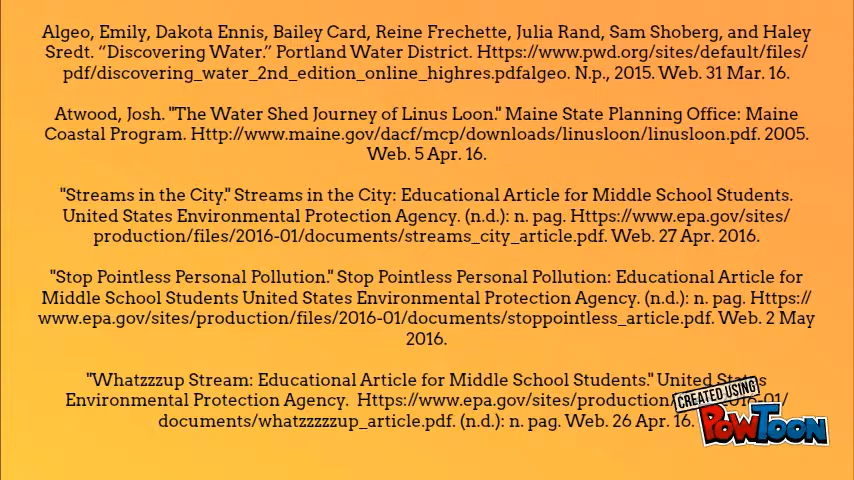 Algeo, Emily, Dakota Ennis, Bailey Card, Reine Frechette, Julia Rand, Sam Shoberg, and Haley
Sredt. “Discovering Water.” Portland Water District. Https://www.pwd.org/sites/default/files/
pdf/discovering_water_2nd_edition_online_highres.pdfalgeo. N.p., 2015. Web. 31 Mar. 16.
Atwood, Josh. "The Water Shed Journey of Linus Loon." Maine State Planning Office: Maine
Coastal Program. Http://www.maine.gov/dacf/mcp/downloads/linusloon/linusloon.pdf. 2005.
Web. 5 Apr. 16.
"Streams in the City." Streams in the City: Educational Article for Middle School Students.
United States Environmental Protection Agency. (n.d.): n. pag. Https://www.epa.gov/sites/
production/files/2016-01/documents/streams_city_article.pdf. Web. 27 Apr. 2016.
"Stop Pointless Personal Pollution." Stop Pointless Personal Pollution: Educational Article for
Middle School Students United States Environmental Protection Agency. (n.d.): n. pag. Https://
www.epa.gov/sites/production/files/2016-01/documents/stoppointless_article.pdf. Web. 2 May
2016.
"Whatzzzup Stream: Educational Article for Middle School Students." United States
Environmental Protection Agency. Https://www.epa.gov/sites/production/ 2016-01/
documents/whatzzzzzup_article.pdf. (n.d.): n. pag. Web. 26 Apr. 16.
CREATED USING
POWTOON